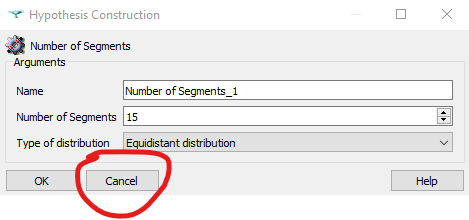 Hypothesis Construction
Number of Segments
Arguments
Name Number of Segments_1
Number of Segments 15
Type of distribution Equidistant distribution
OK Cancel Help